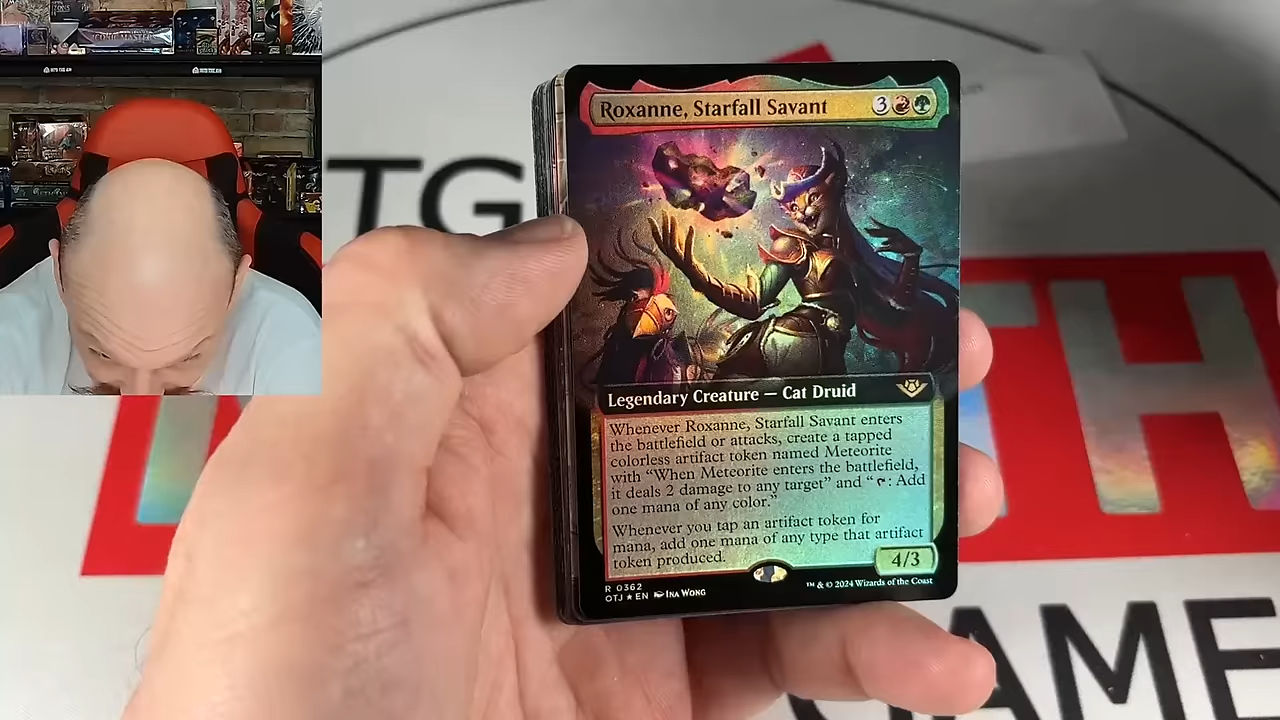 Roxanne, Starfall Savant 3
TG
Legendary Creature — Cat Druid
Whenever Roxanne, Starfall Savant enters
the battlefield or attacks, create a tapped
colorless artifact token named Meteorite
with “When Meteorite enters the battlefield,
it deals 2 damage to any target” and “: Add
one mana of any color.”
Whenever you tap an artifact token for
mana, add one mana of any type that artifact
token produced.
4/3
R 0362
OTJ ★ EN Ina Wong
™ & © 2024 Wizards of the Coast
TH
GAME